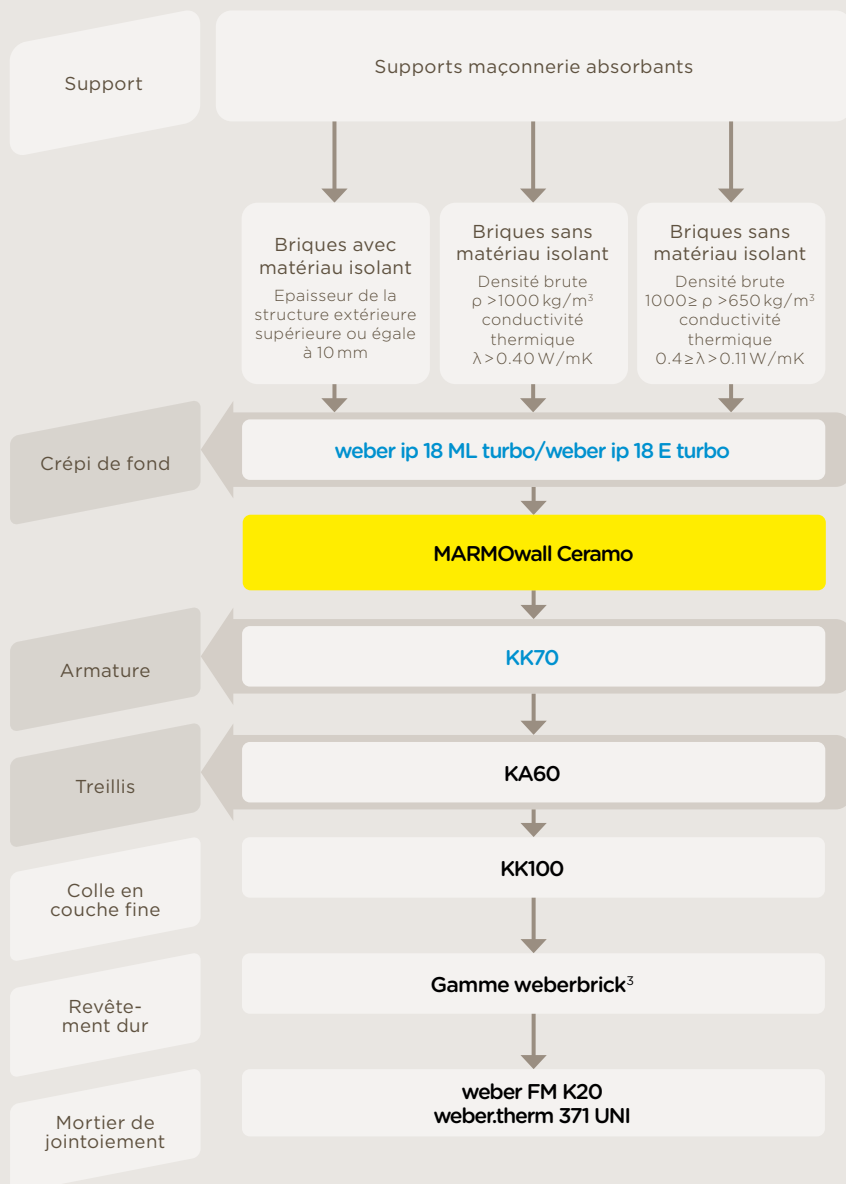 Support
Supports maçonnerie absorbants
Briques avec
matériau isolant
Epaisseur de la
structure extérieure
supérieure ou égale
à 10 mm
Briques sans
matériau isolant
Densité brute
ρ >1000 kg/m³
conductivité
thermique
λ>0.40 W/mK
Briques sans
matériau isolant
Densité brute
1000≥ ρ >650 kg/m³
conductivité
thermique
0.4≥λ>0.11 W/mK
Crépi de fond
weber ip 18 ML turbo/weber ip 18 E turbo
MARMOwall Ceramo
Armature
KK70
Treillis
KA60
Colle en
couche fine
KK100
Revête-
ment dur
Gamme weberbrick³
Mortier de
jointoiement
weber FM K20
weber.therm 371 UNI